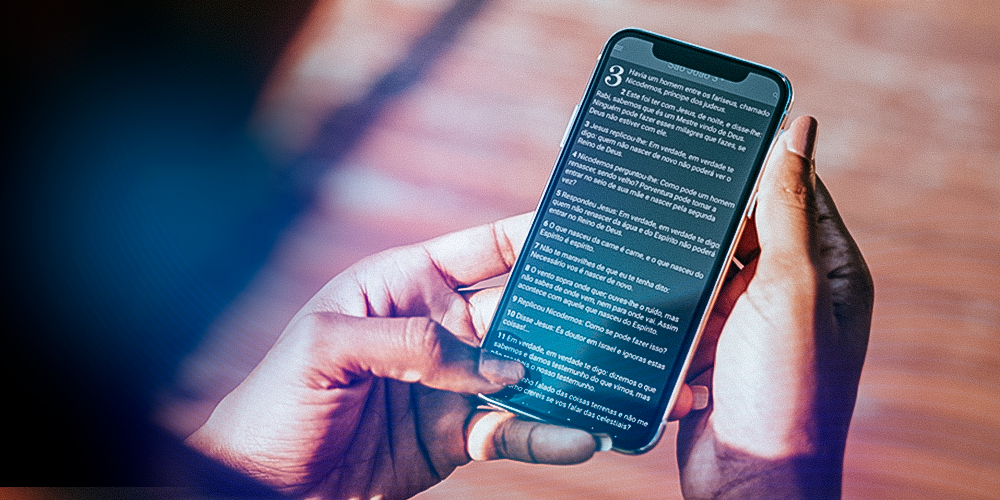 São João 3
3 Havia um homem entre os fariseus, chamado
Nicodemos, príncipe dos judeus.
2 Este foi ter com Jesus, de noite, e disse-lhe:
Rabi, sabemos que és um Mestre vindo de Deus.
Ninguém pode fazer esses milagres que fazes, se
Deus não estiver com ele.
3 Jesus replicou-lhe: Em verdade, em verdade te
digo: quem não nascer de novo não poderá ver o
Reino de Deus.
4 Nicodemos perguntou-lhe: Como pode um homem
renascer, sendo velho? Porventura pode tornar a
entrar no seio de sua mãe e nascer pela segunda
vez?
5 Respondeu Jesus: Em verdade, em verdade te digo:
quem não renascer da água e do Espírito não poderá
entrar no Reino de Deus.
6 O que nasceu da carne é carne, e o que nasceu do
Espírito é espírito.
7 Não te maravilhes de que eu te tenha dito:
Necessário vos é nascer de novo.
8 O vento sopra onde quer; ouves-lhe o ruído, mas
não sabes de onde vem, nem para onde vai. Assim
acontece com aquele que nasceu do Espírito.
9 Replicou Nicodemos: Como se pode fazer isso?
10 Disse Jesus: És doutor em Israel e ignoras estas
coisas!...
11 Em verdade, em verdade te digo: dizemos o que
sabemos e damos testemunho do que vimos, mas
o nosso testemunho.
falado das coisas terrenas e não me
crereis se vos falar das celestiais?